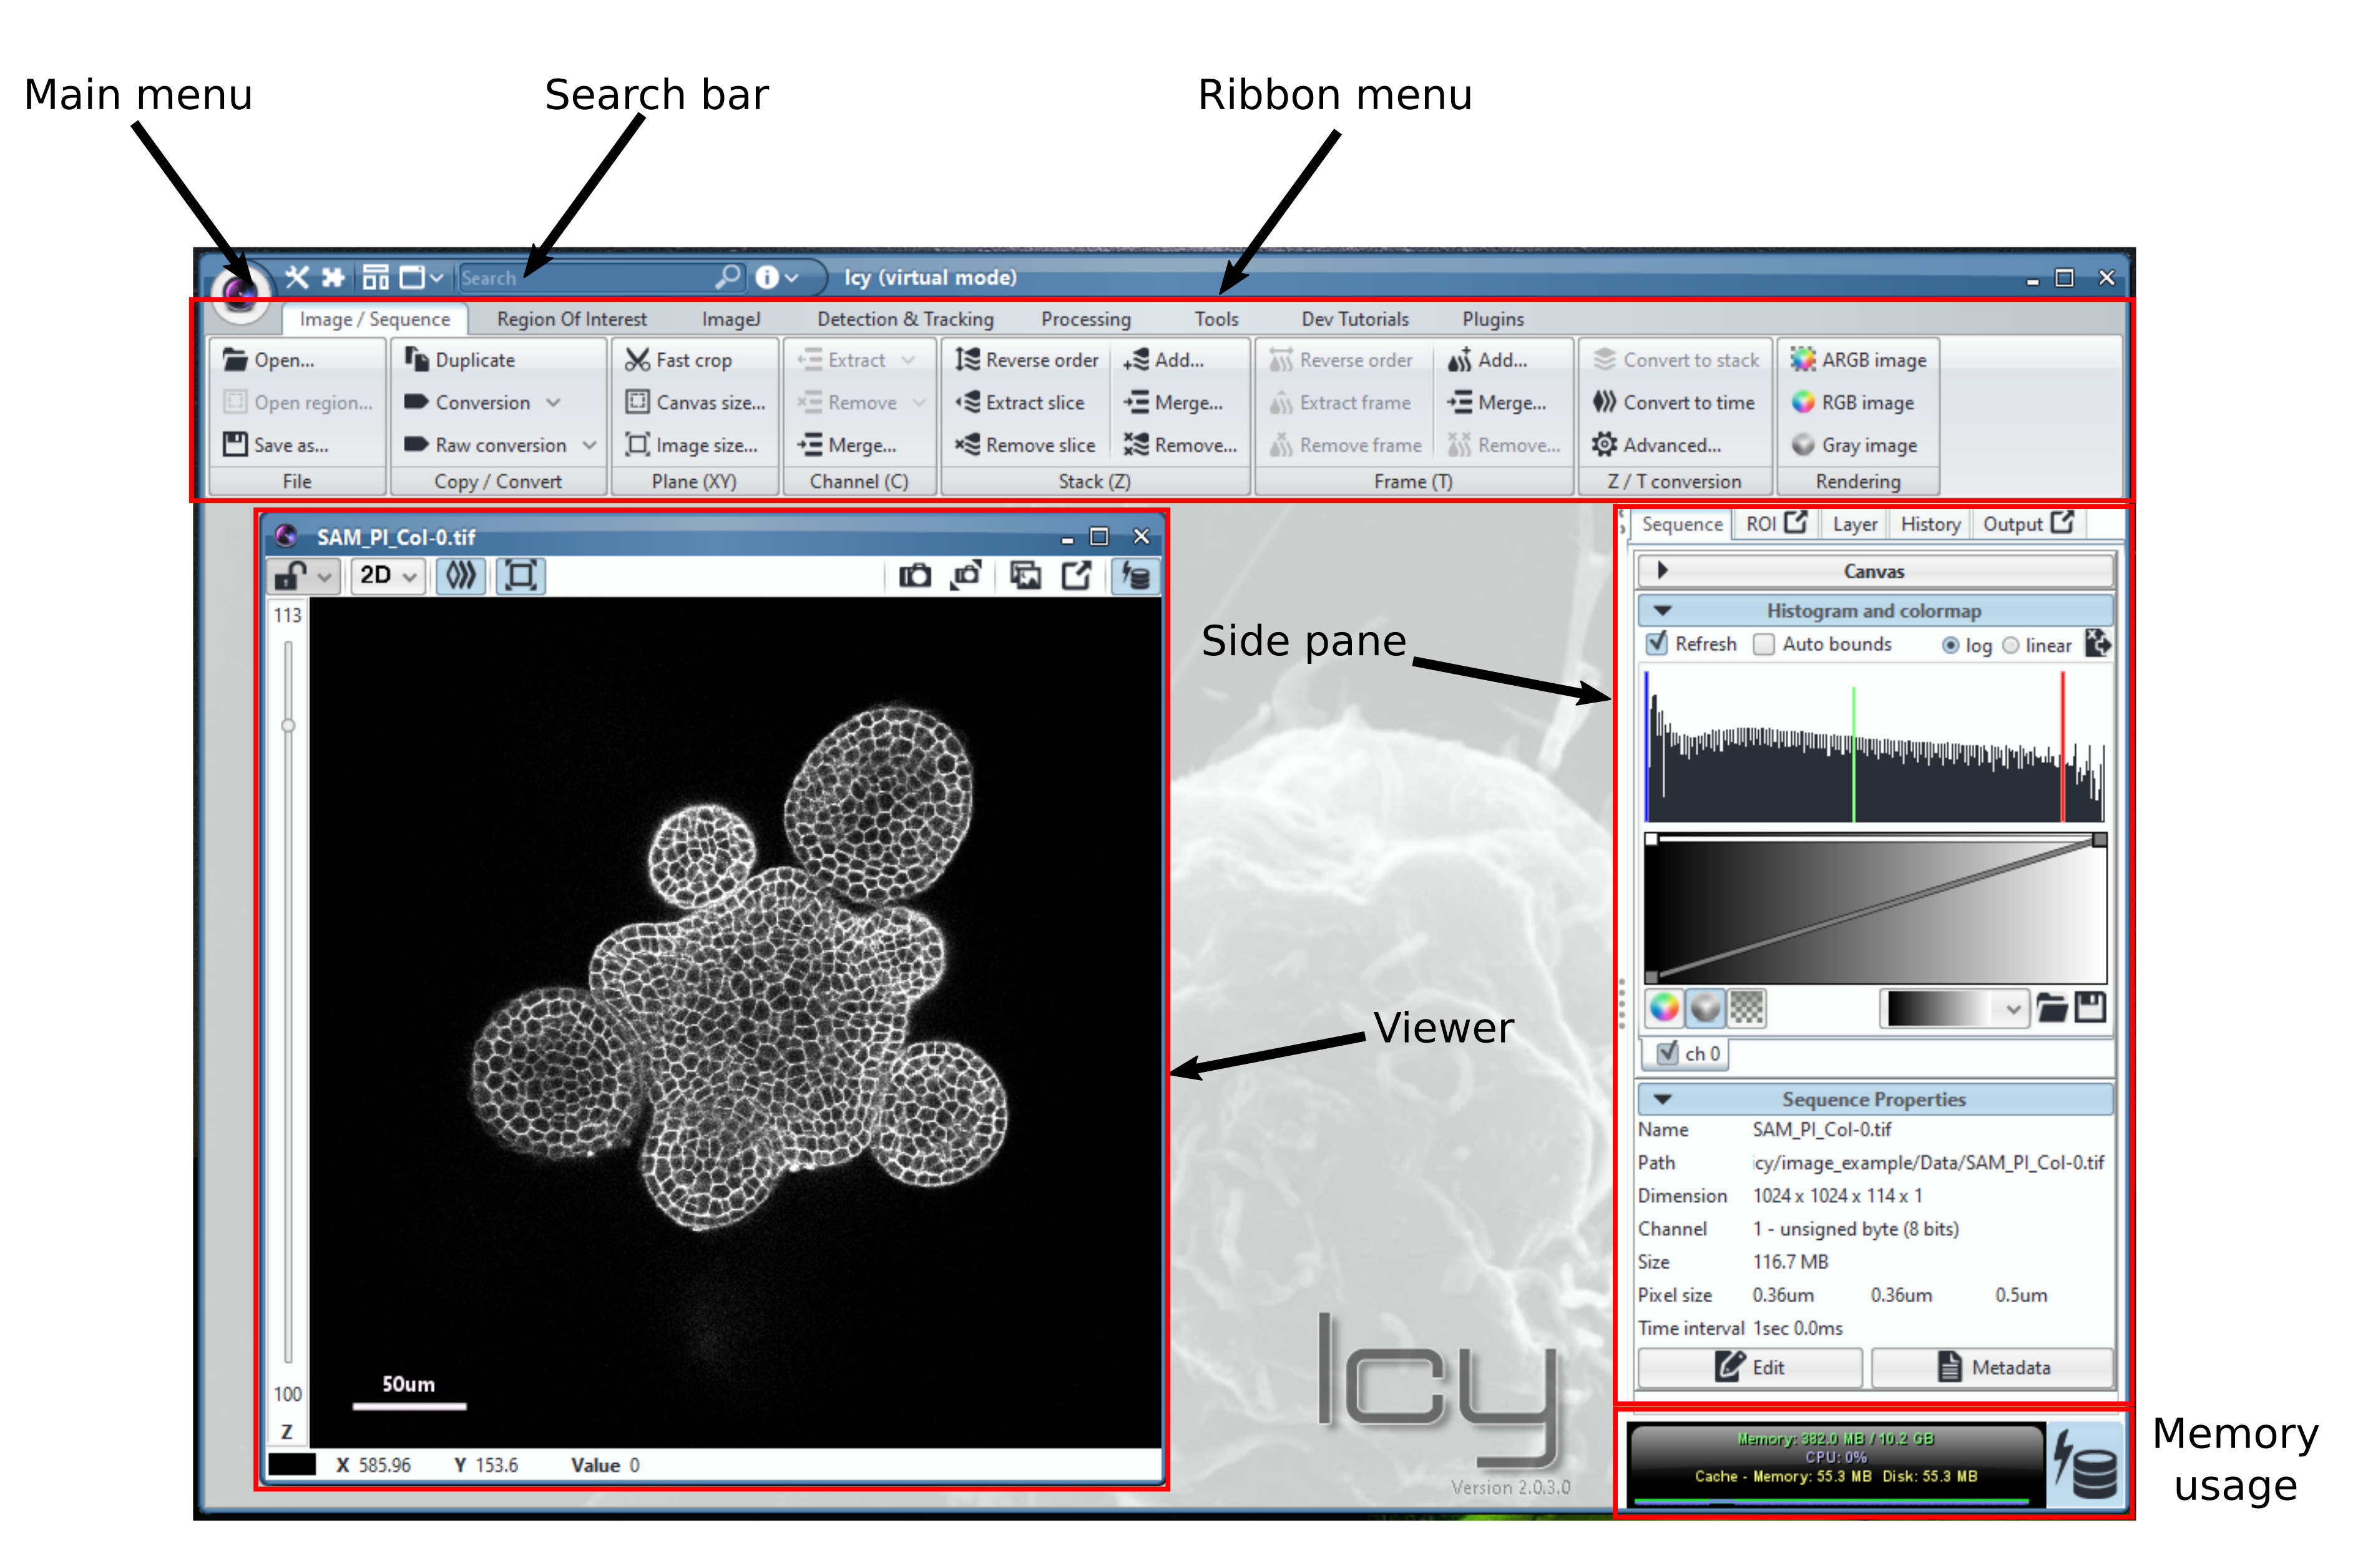 Main menu
Search bar
Ribbon menu
Search
Icy (virtual mode)
Image / Sequence
Region Of Interest
ImageJ
Detection & Tracking
Processing
Tools
Dev Tutorials
Plugins
Open...
Open region...
Save as...
File
Duplicate
Conversion
Raw conversion
Copy / Convert
Fast crop
Canvas size...
Image size...
Plane (XY)
Extract
Remove
Merge...
Channel (C)
Reverse order
Extract slice
Remove slice
Add...
Merge...
Remove...
Stack (Z)
Reverse order
Extract frame
Remove frame
Add...
Merge...
Remove...
Frame (T)
Convert to stack
Convert to time
Advanced...
Z / T conversion
ARGB image
RGB image
Gray image
Rendering
SAM_PI_Col-0.tif
2D
113
100
Z
50um
X 585.96 Y 153.6 Value 0
Side pane
Viewer
Icy
Version 2.0.3.0
Sequence
ROI
Layer
History
Output
Canvas
Histogram and colormap
Refresh Auto bounds log linear
ch 0
Sequence Properties
Name SAM_PI_Col-0.tif
Path icy/image_example/Data/SAM_PI_Col-0.tif
Dimension 1024 x 1024 x 114 x 1
Channel 1 - unsigned byte (8 bits)
Size 116.7 MB
Pixel size 0.36um 0.36um 0.5um
Time interval 1sec 0.0ms
Edit
Metadata
Memory: 382.0 MB / 10.2 GB
CPU: 0%
Cache - Memory: 55.3 MB Disk: 55.3 MB
Memory
usage